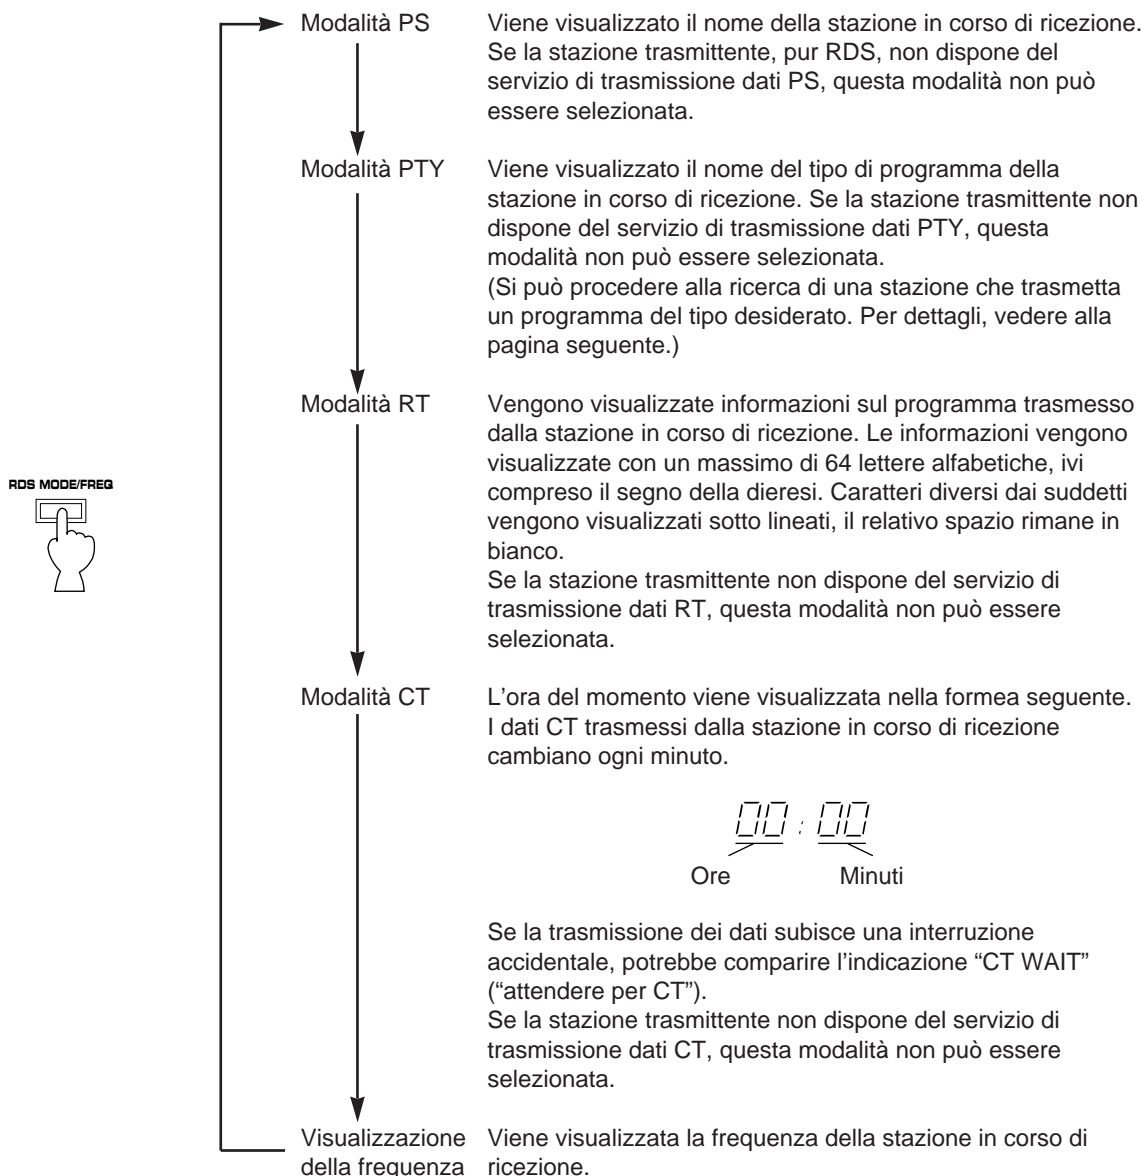 Modalità PS
Viene visualizzato il nome della stazione in corso di ricezione.
Se la stazione trasmittente, pur RDS, non dispone del
servizio di trasmissione dati PS, questa modalità non può
essere selezionata.
Modalità PTY
Viene visualizzato il nome del tipo di programma della
stazione in corso di ricezione. Se la stazione trasmittente non
dispone del servizio di trasmissione dati PTY, questa
modalità non può essere selezionata.
(Si può procedere alla ricerca di una stazione che trasmetta
un programma del tipo desiderato. Per dettagli, vedere alla
pagina seguente.)
Modalità RT
Vengono visualizzate informazioni sul programma trasmesso
dalla stazione in corso di ricezione. Le informazioni vengono
visualizzate con un massimo di 64 lettere alfabetiche, ivi
compreso il segno della dieresi. Caratteri diversi dai suddetti
vengono visualizzati sotto lineati, il relativo spazio rimane in
bianco.
Se la stazione trasmittente non dispone del servizio di
trasmissione dati RT, questa modalità non può essere
selezionata.
RDS MODE/FREQ
Modalità CT
L'ora del momento viene visualizzata nella formea seguente.
I dati CT trasmessi dalla stazione in corso di ricezione
cambiano ogni minuto.
00 : 00
Ore Minuti
Se la trasmissione dei dati subisce una interruzione
accidentale, potrebbe comparire l'indicazione “CT WAIT”
(“attendere per CT”).
Se la stazione trasmittente non dispone del servizio di
trasmissione dati CT, questa modalità non può essere
selezionata.
Visualizzazione
della frequenza
Viene visualizzata la frequenza della stazione in corso di
ricezione.